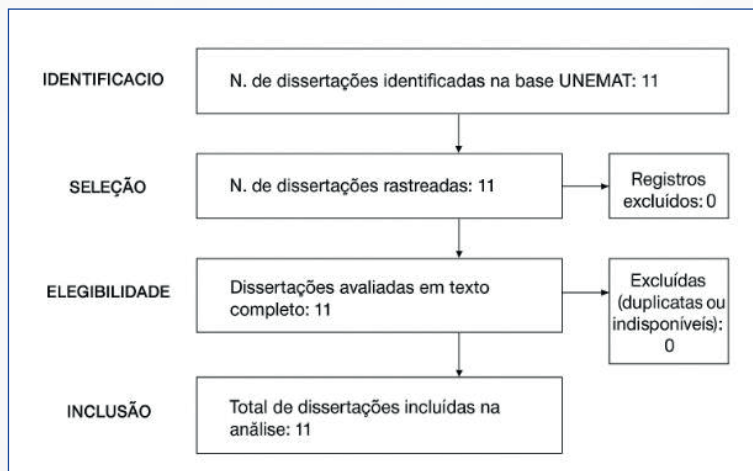 IDENTIFICACIO
N. de dissertações identificadas na base UNEMAT: 11
SELEÇÃO
N. de dissertações rastreadas: 11
Registros
excluídos: 0
ELEGIBILIDADE
Dissertações avaliadas em texto
completo: 11
Excluídas
(duplicatas ou
indisponíveis):
0
INCLUSÃO
Total de dissertações incluídas na
anãlise: 11